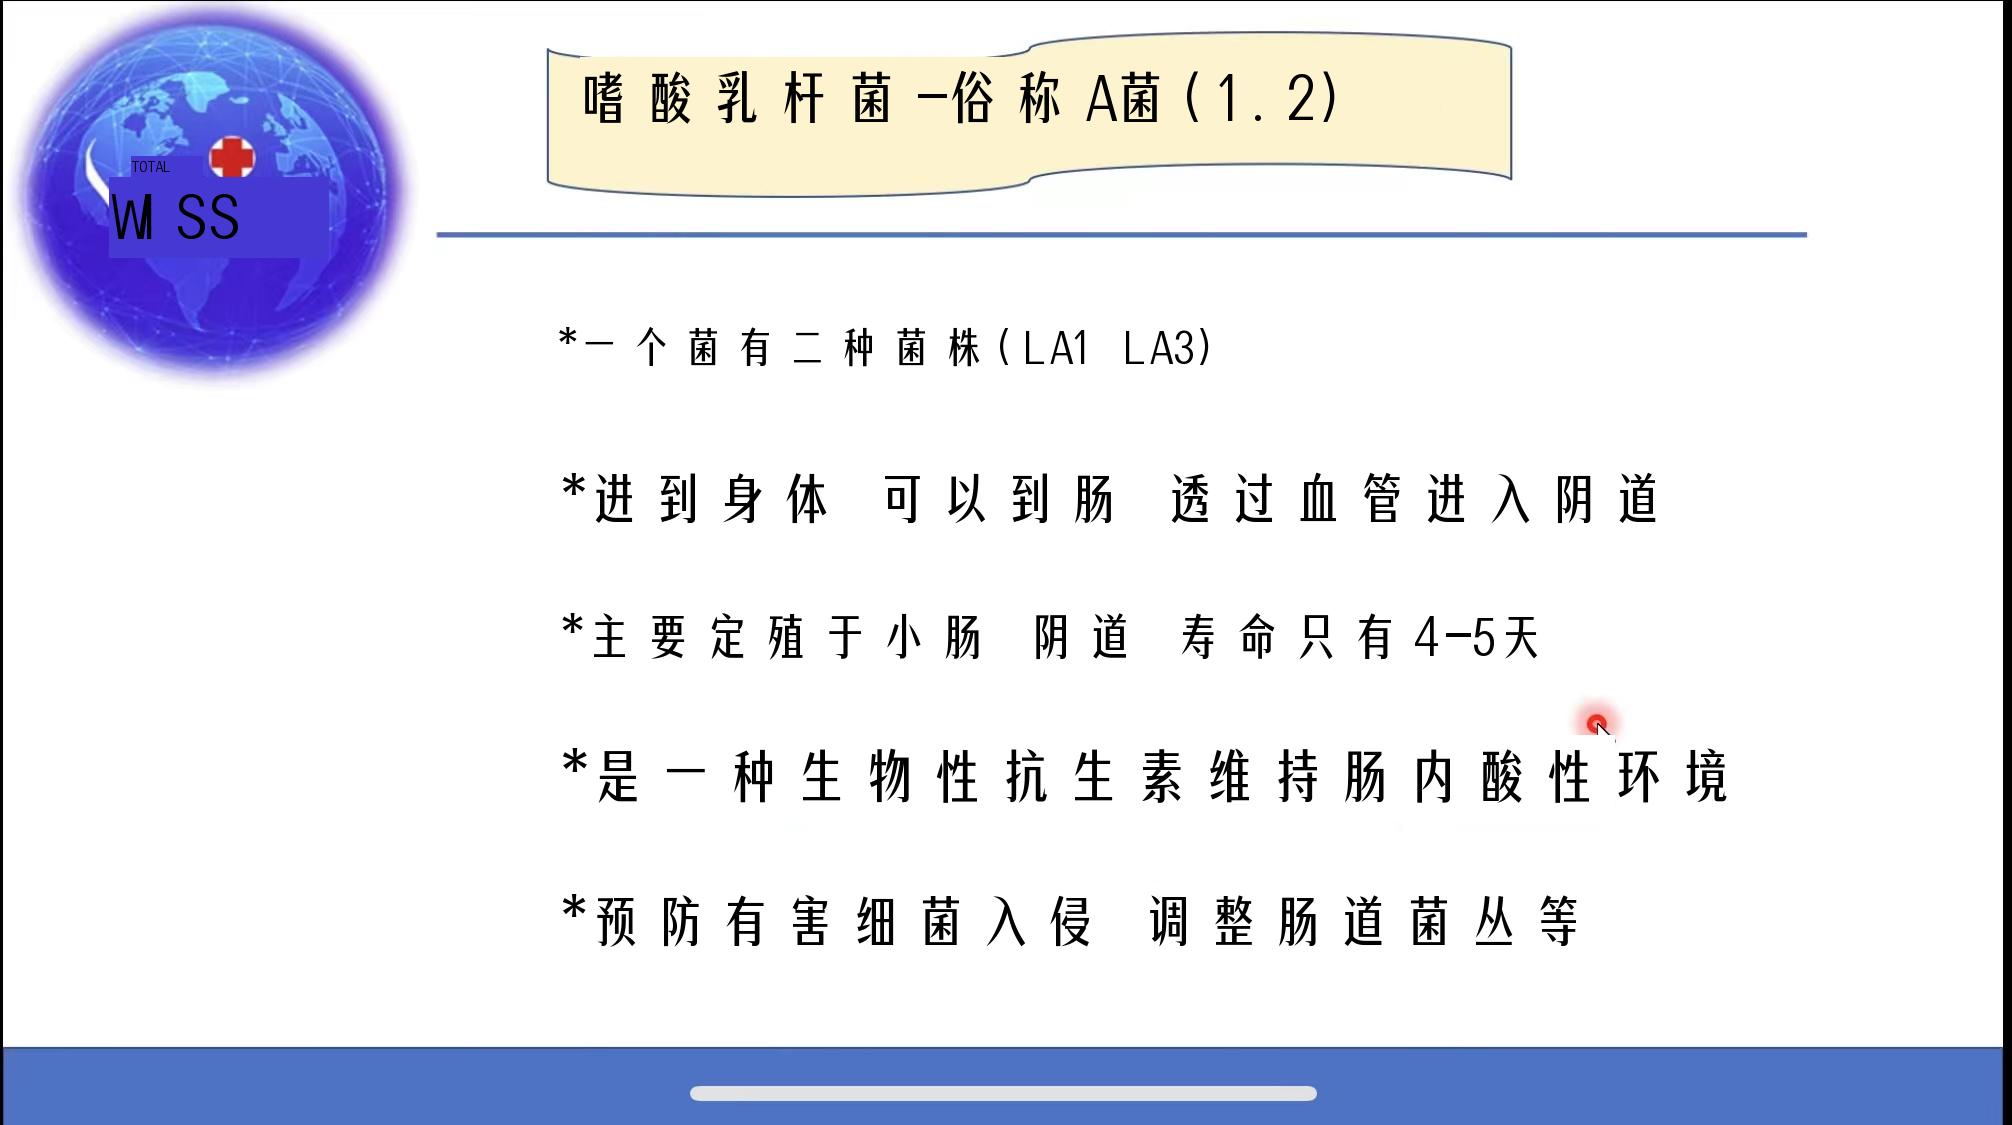 嗜酸乳杆菌-俗称A菌(1.2)
TOTAL
WISS
*一个菌有二种菌株(LA1 LA3)
*进到身体 可以到肠 透过血管进入阴道
*主要定殖于小肠 阴道 寿命只有4-5天
*是一种生物性抗生素维持肠内酸性环境
*预防有害细菌入侵 调整肠道菌丛等